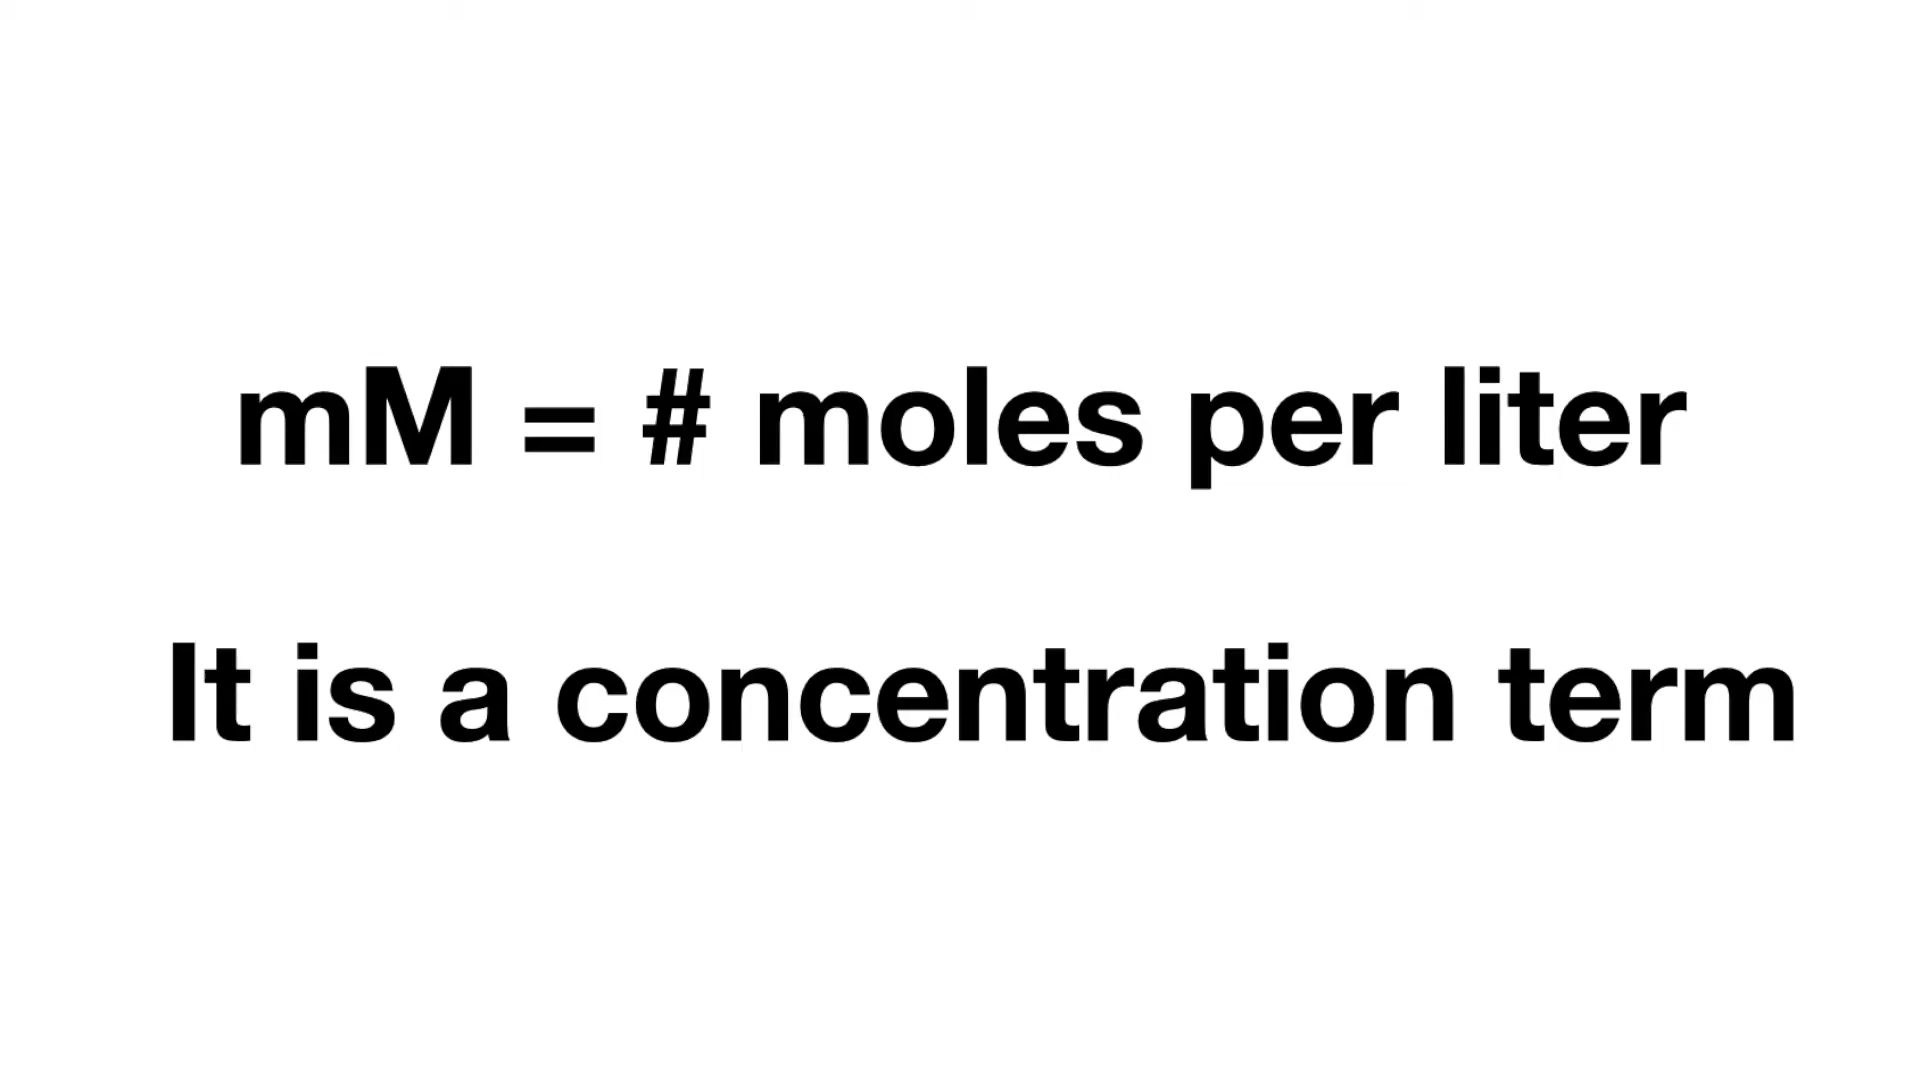 mM = # moles per liter
It is a concentration term